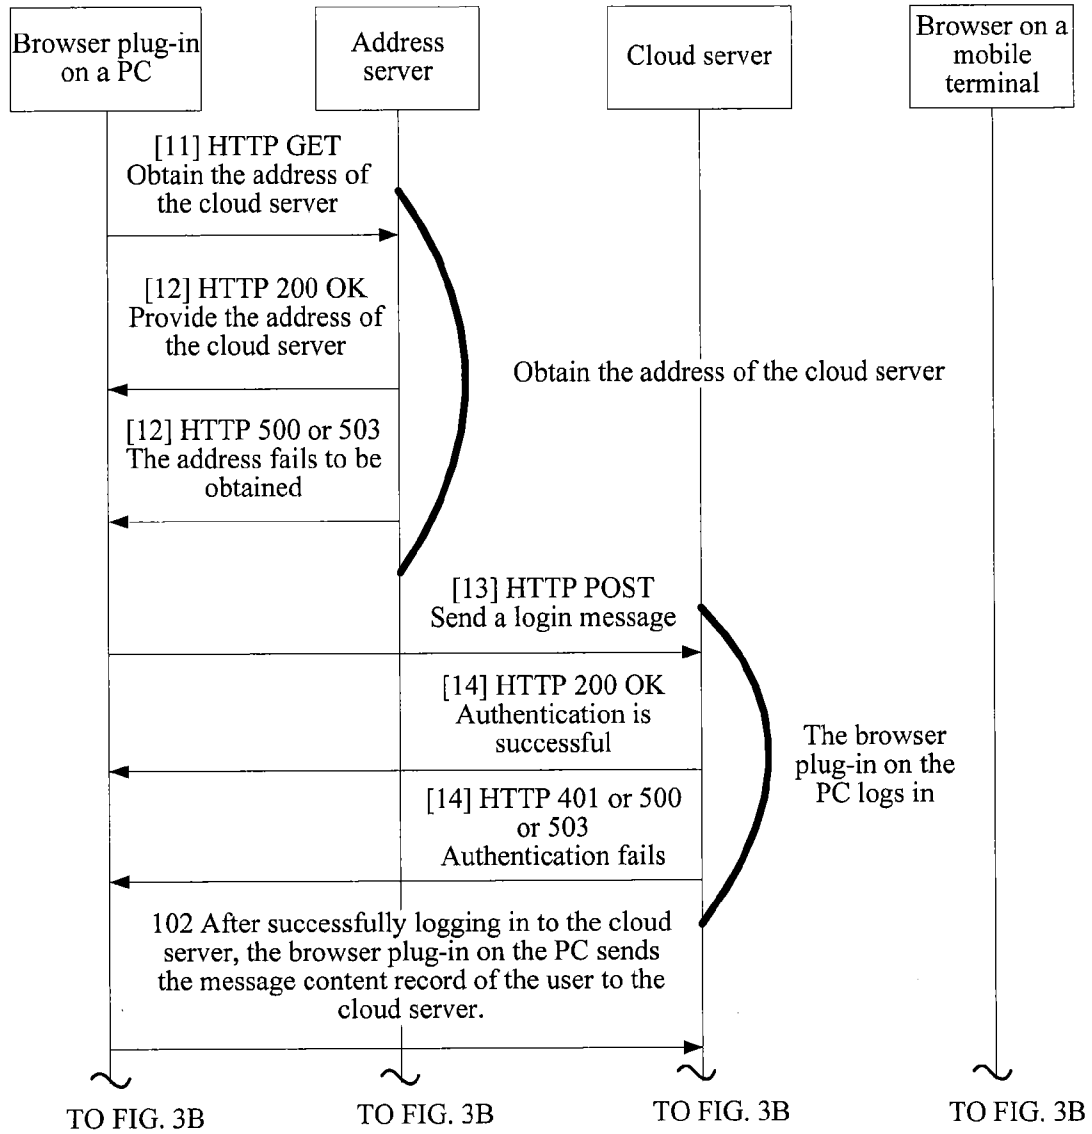 Browser plug-in
on a PC
Address
server
Cloud server
Browser on a
mobile
terminal
[11] HTTP GET
Obtain the address of
the cloud server
[12] HTTP 200 OK
Provide the address of
the cloud server
Obtain the address of the cloud server
[12] HTTP 500 or 503
The address fails to be
obtained
[13] HTTP POST
Send a login message
[14] HTTP 200 OK
Authentication is
successful
The browser
plug-in on the
PC logs in
[14] HTTP 401 or 500
or 503
Authentication fails
102 After successfully logging in to the cloud
server, the browser plug-in on the PC sends
the message content record of the user to the
cloud server.
TO FIG. 3B
TO FIG. 3B
TO FIG. 3B
TO FIG. 3B